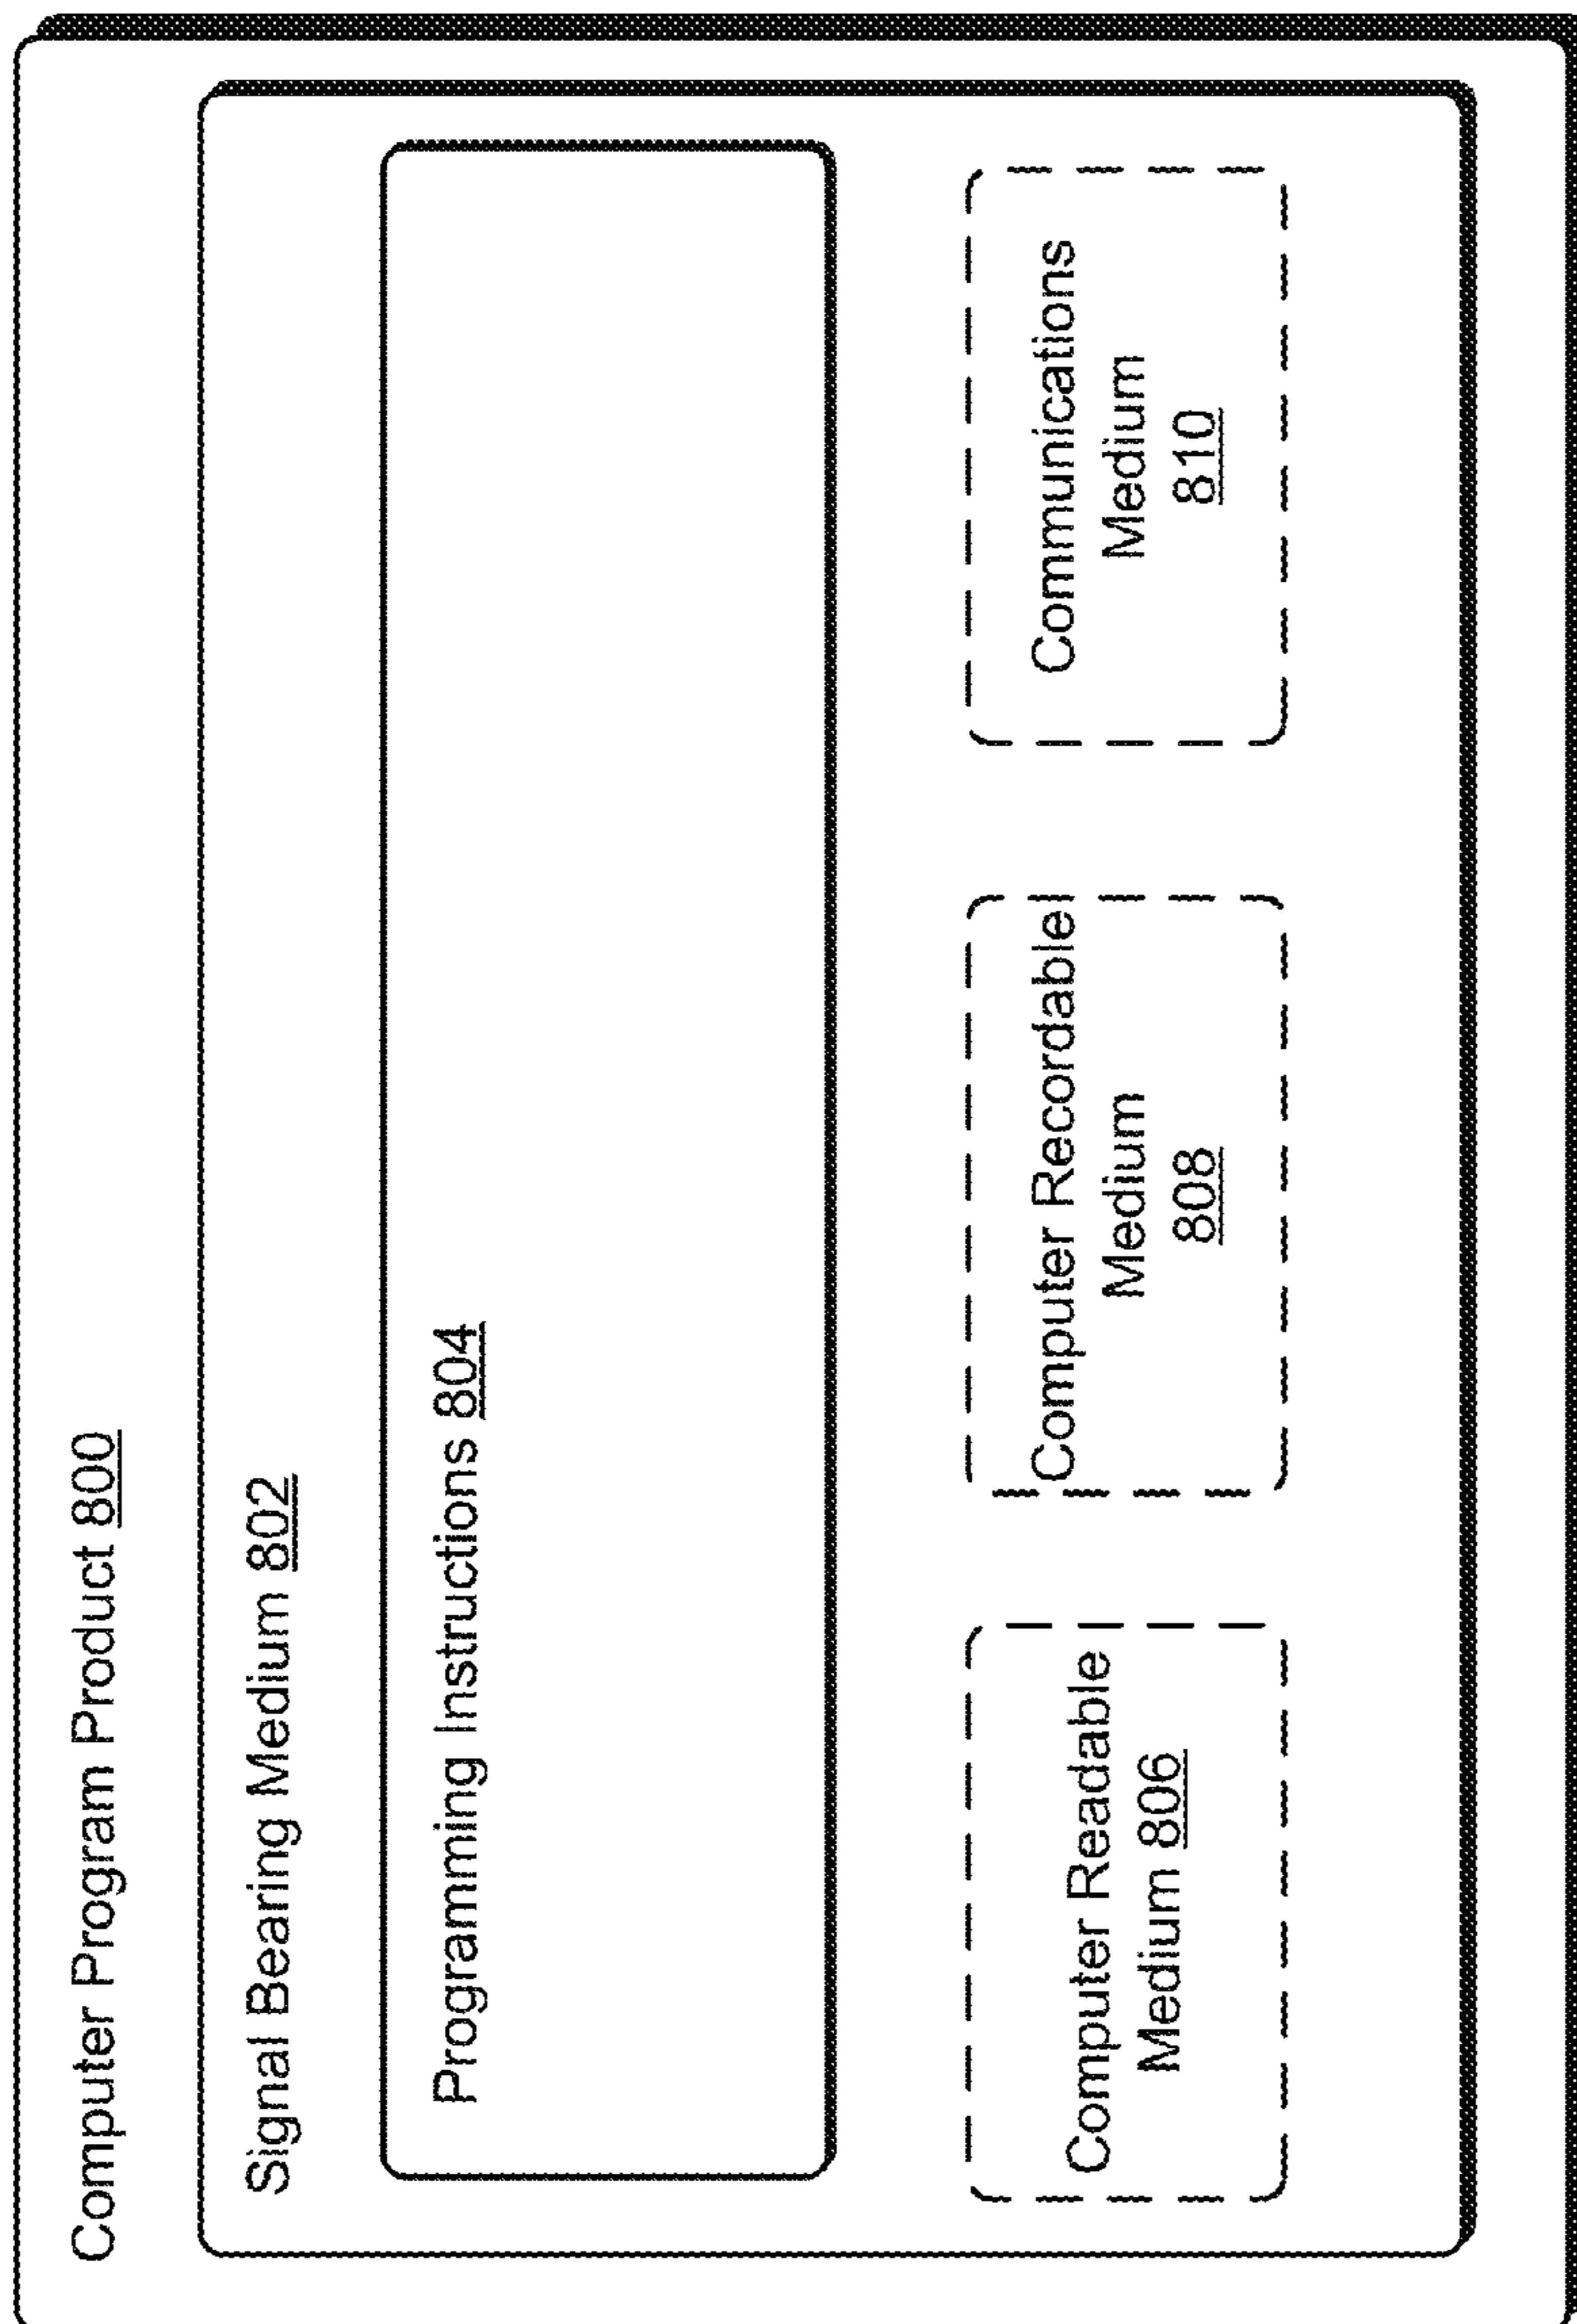 Computer Program Product 800
Signal Bearing Medium 802
Programming Instructions 804
Computer Readable
Medium 806
Computer Recordable
Medium
808
Communications
Medium
810